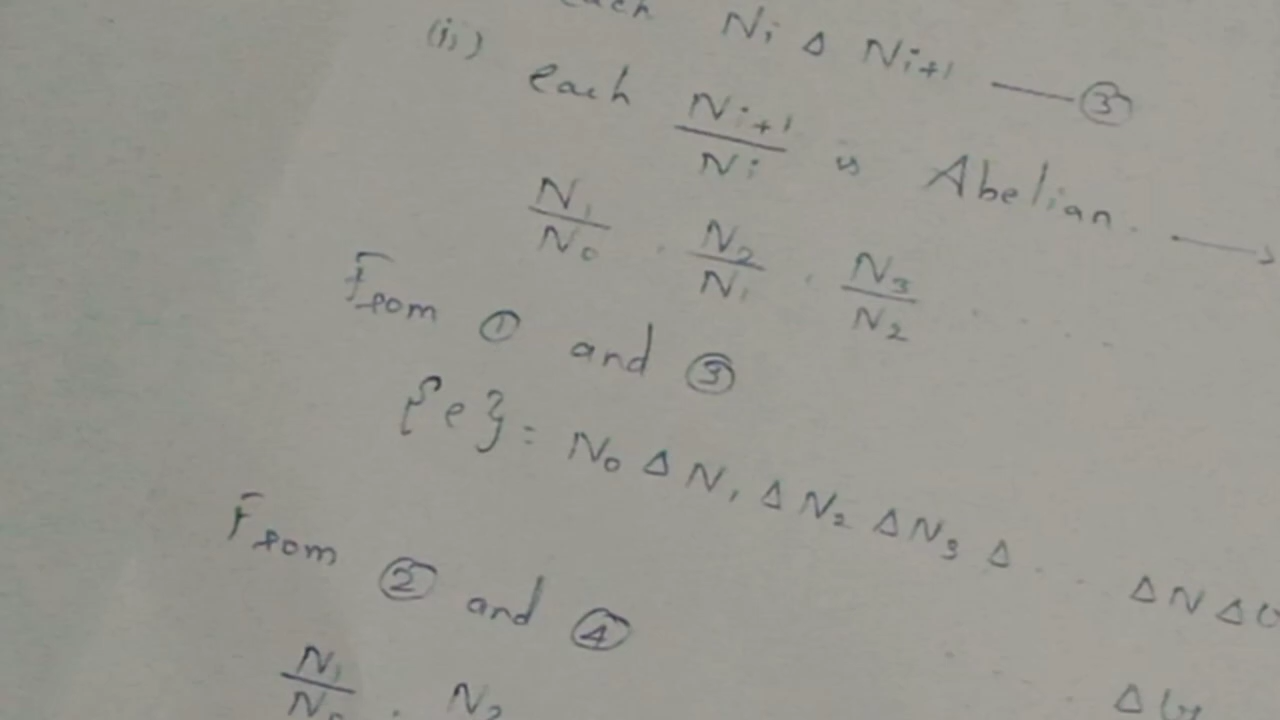 each Ni Δ Ni+1 — ③
(ii) each Ni+1/Ni is Abelian. →
N1/N0 . N2/N1 . N3/N2 . . . . .
From ① and ③
{e} = N0 Δ N1 Δ N2 Δ N3 Δ . . . Δ N Δ
From ② and ④
N1/N0 . N2
Δ